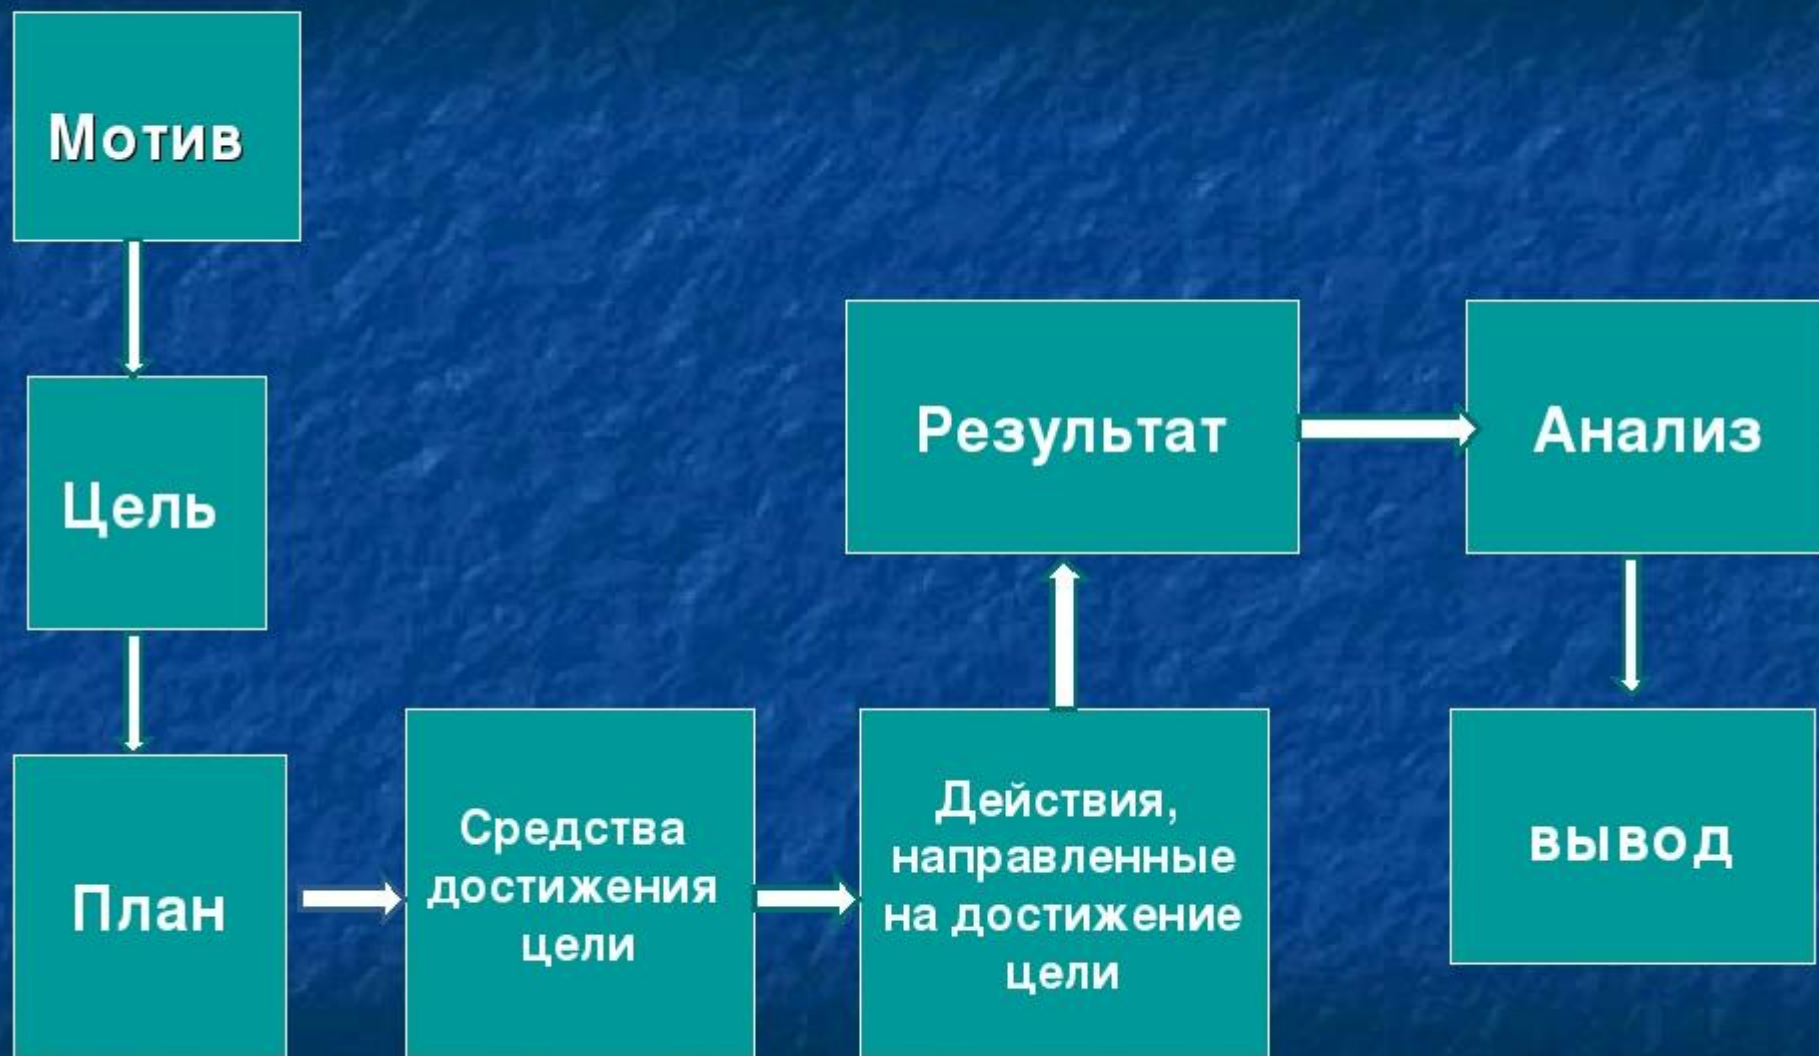 Мотив
Цель
План
Средства
достижения
цели
Действия,
направленные
на достижение
цели
Результат
Анализ
вывод